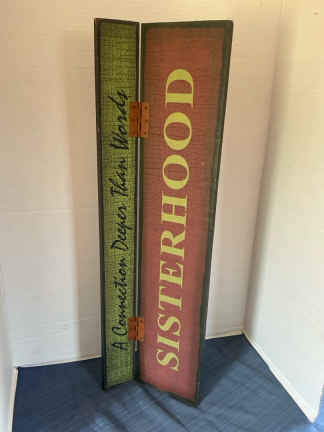 A Connection Deeper Than Words
SISTERHOOD